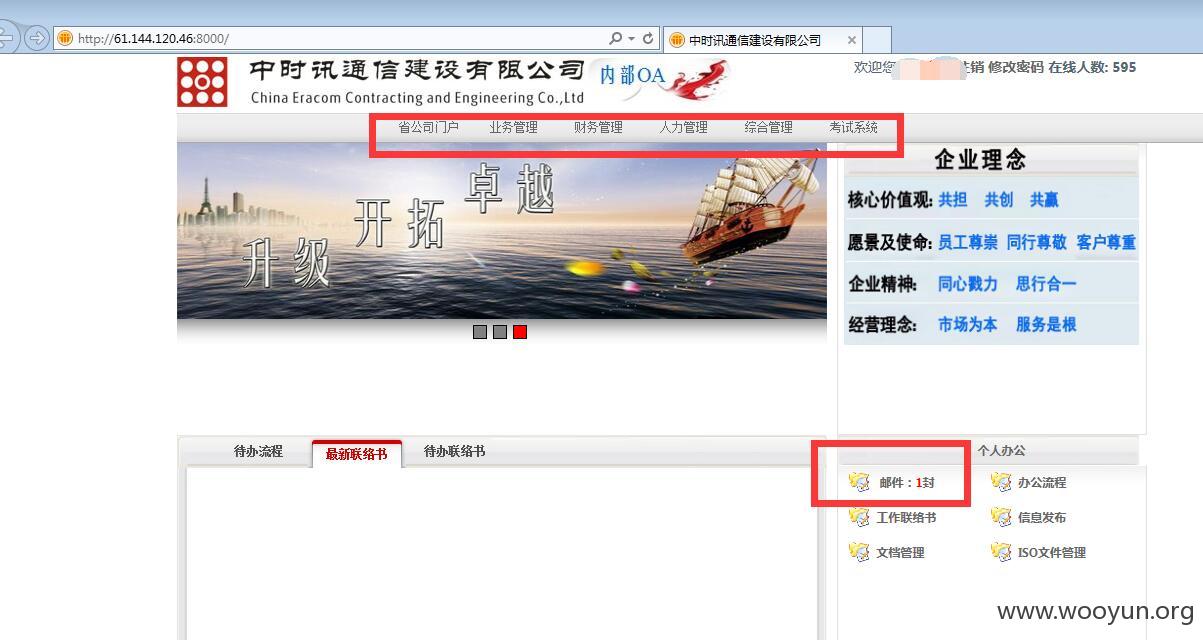 http://61.144.120.46:8000/
中时讯通信建设有限公司
中时讯通信建设有限公司
内部OA
China Eracom Contracting and Engineering Co.,Ltd
欢迎您 销 修改密码 在线人数: 595
省公司门户 业务管理 财务管理 人力管理 综合管理 考试系统
升级 开拓 卓越
企业理念
核心价值观: 共担 共创 共赢
愿景及使命: 员工尊崇 同行尊敬 客户尊重
企业精神: 同心戮力 思行合一
经营理念: 市场为本 服务是根
待办流程 最新联络书 待办联络书
个人办公
邮件：1封 办公流程
工作联络书 信息发布
文档管理 ISO文件管理
www.wooyun.org